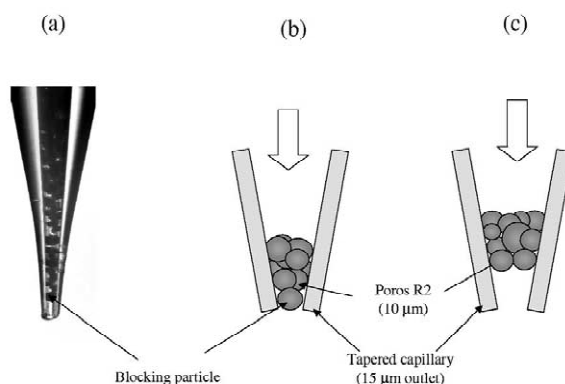 (a)
(b)
(c)
Poros R2
(10 μm)
Tapered capillary
(15 μm outlet)
Blocking particle